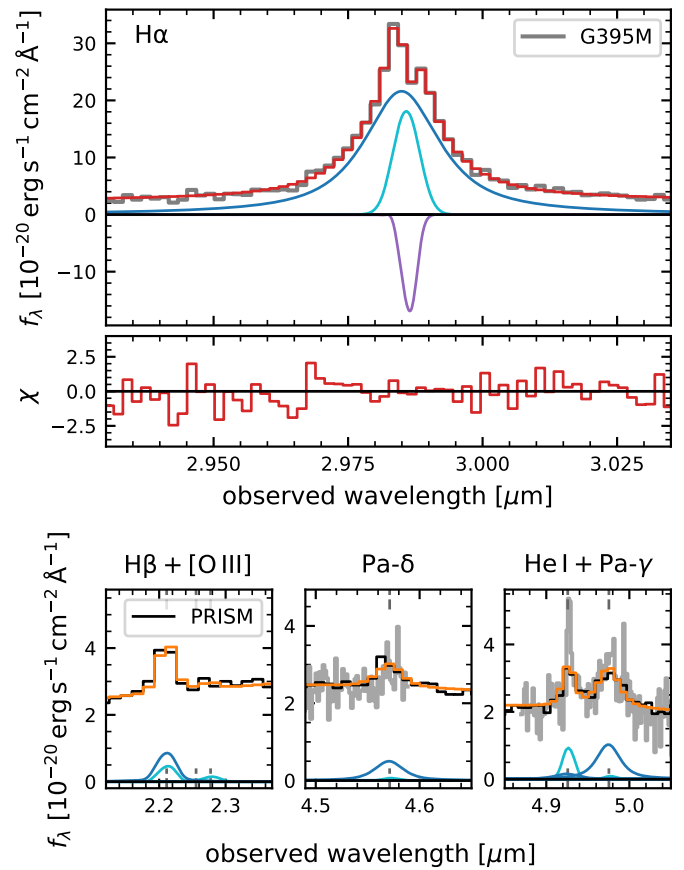 Hα
G395M
30
20
10
0
−10
f_λ [10⁻²⁰ erg s⁻¹ cm⁻² Å⁻¹]
2.5
0.0
−2.5
χ
2.950 2.975 3.000 3.025
observed wavelength [μm]
Hβ + [O III] Pa-δ He I + Pa-γ
PRISM
4
2
0
4
2
0
4
2
0
f_λ [10⁻²⁰ erg s⁻¹ cm⁻² Å⁻¹]
2.2 2.3 4.5 4.6 4.9 5.0
observed wavelength [μm]